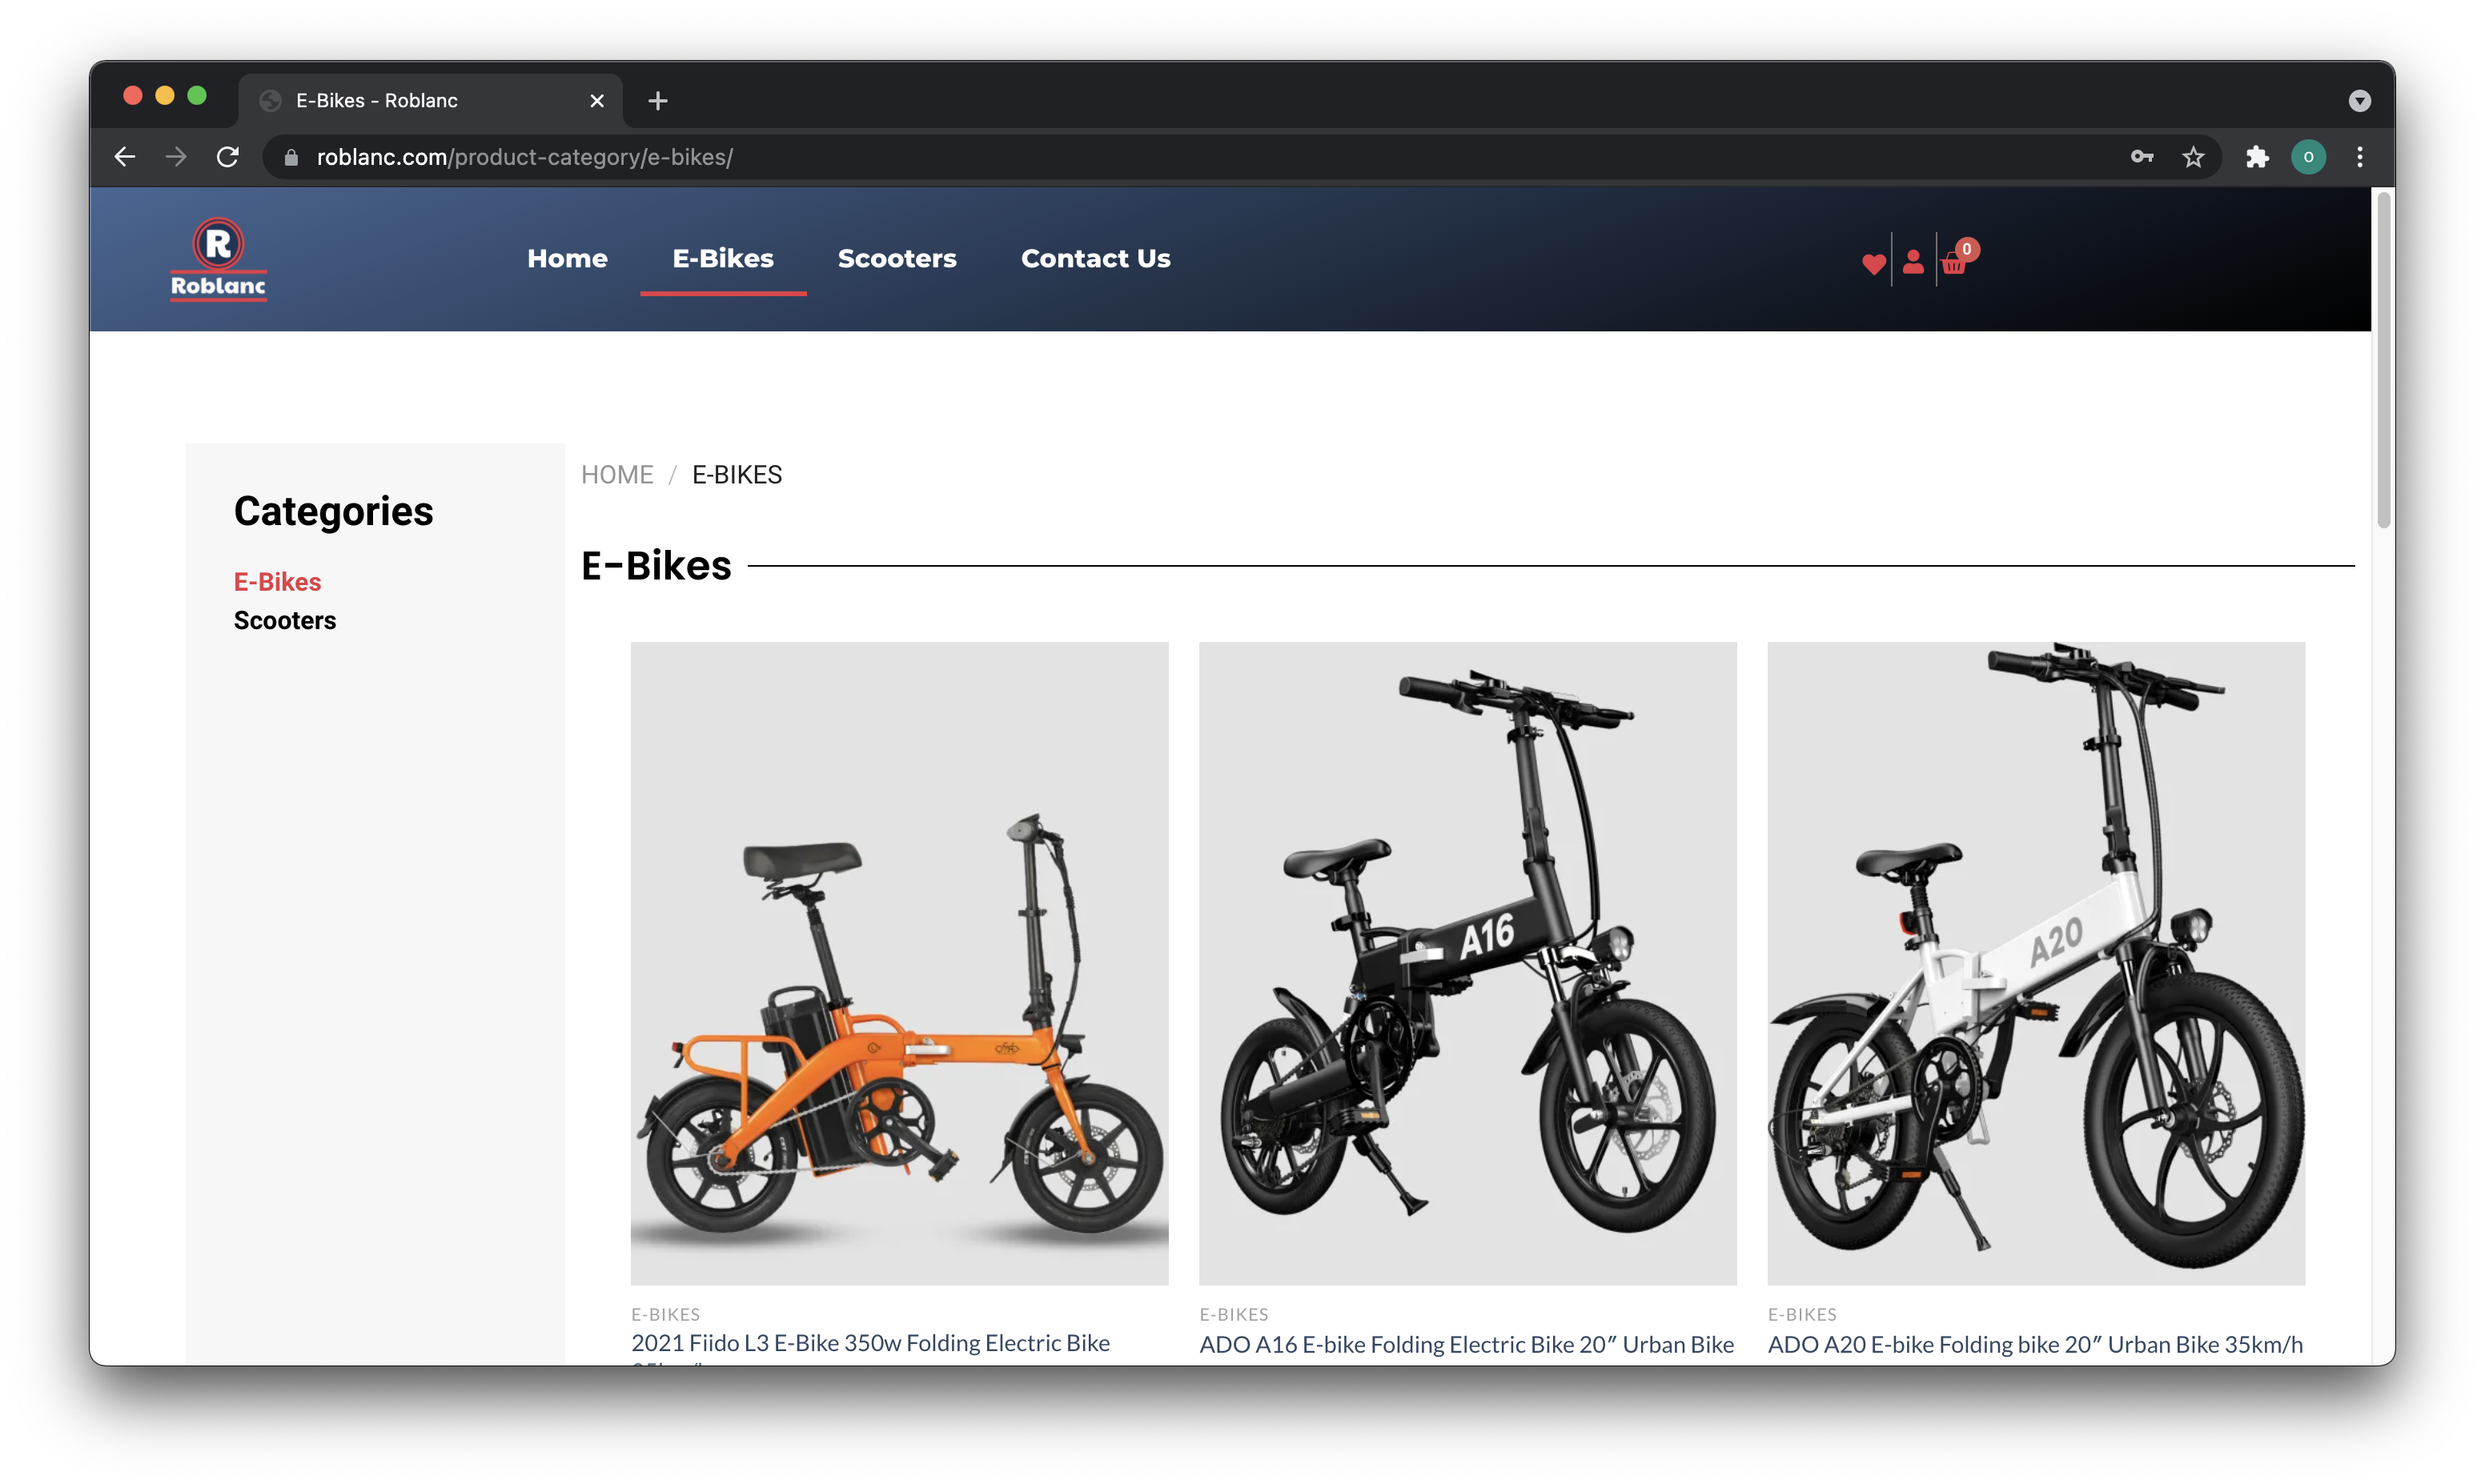 E-Bikes - Roblanc
roblanc.com/product-category/e-bikes/
O
R
Roblanc
Home E-Bikes Scooters Contact Us
0
Categories
E-Bikes
Scooters
HOME / E-BIKES
E-Bikes
A16
A20
E-BIKES
2021 Fiido L3 E-Bike 350w Folding Electric Bike
E-BIKES
ADO A16 E-bike Folding Electric Bike 20″ Urban Bike
E-BIKES
ADO A20 E-bike Folding bike 20″ Urban Bike 35km/h